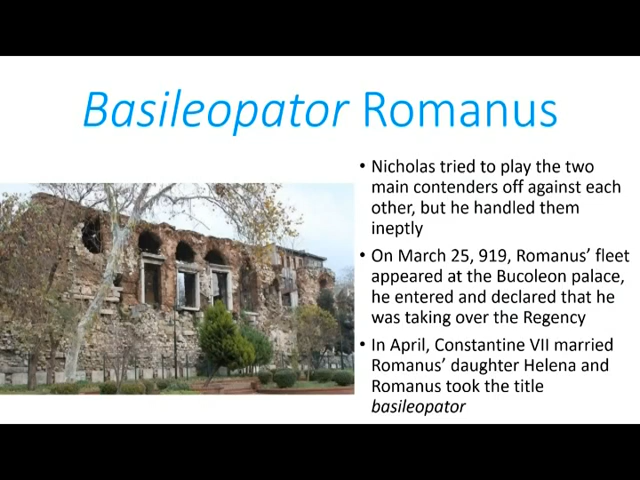 Basileopator Romanus
• Nicholas tried to play the two
main contenders off against each
other, but he handled them
ineptly
• On March 25, 919, Romanus’ fleet
appeared at the Bucoleon palace,
he entered and declared that he
was taking over the Regency
• In April, Constantine VII married
Romanus’ daughter Helena and
Romanus took the title
basileopator